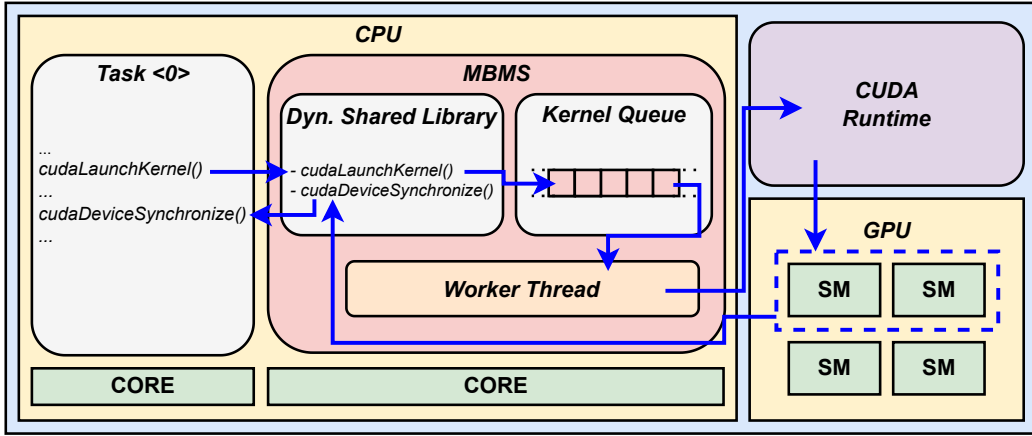 CPU
Task <0>
...
cudaLaunchKernel()
...
cudaDeviceSynchronize()
...
CORE
MBMS
Dyn. Shared Library
- cudaLaunchKernel()
- cudaDeviceSynchronize()
Kernel Queue
Worker Thread
CORE
CUDA
Runtime
GPU
SM
SM
SM
SM